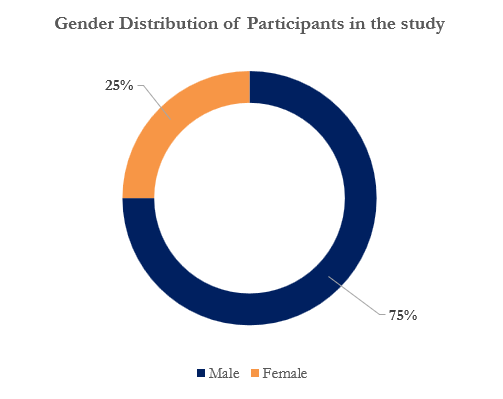 Gender Distribution of Participants in the study
25%
75%
Male Female